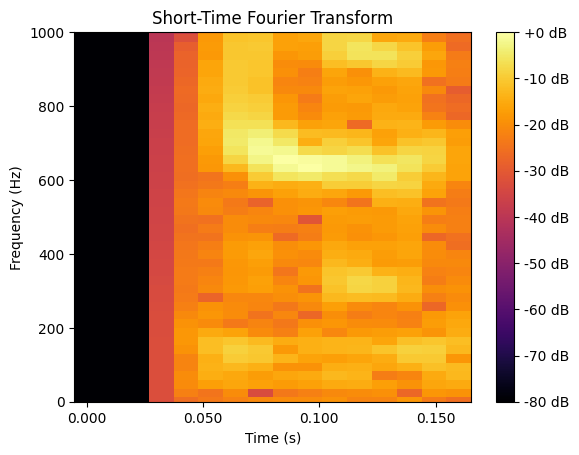 Short-Time Fourier Transform
1000
800
600
400
200
0
Frequency (Hz)
0.000
0.050
0.100
0.150
Time (s)
+0 dB
-10 dB
-20 dB
-30 dB
-40 dB
-50 dB
-60 dB
-70 dB
-80 dB